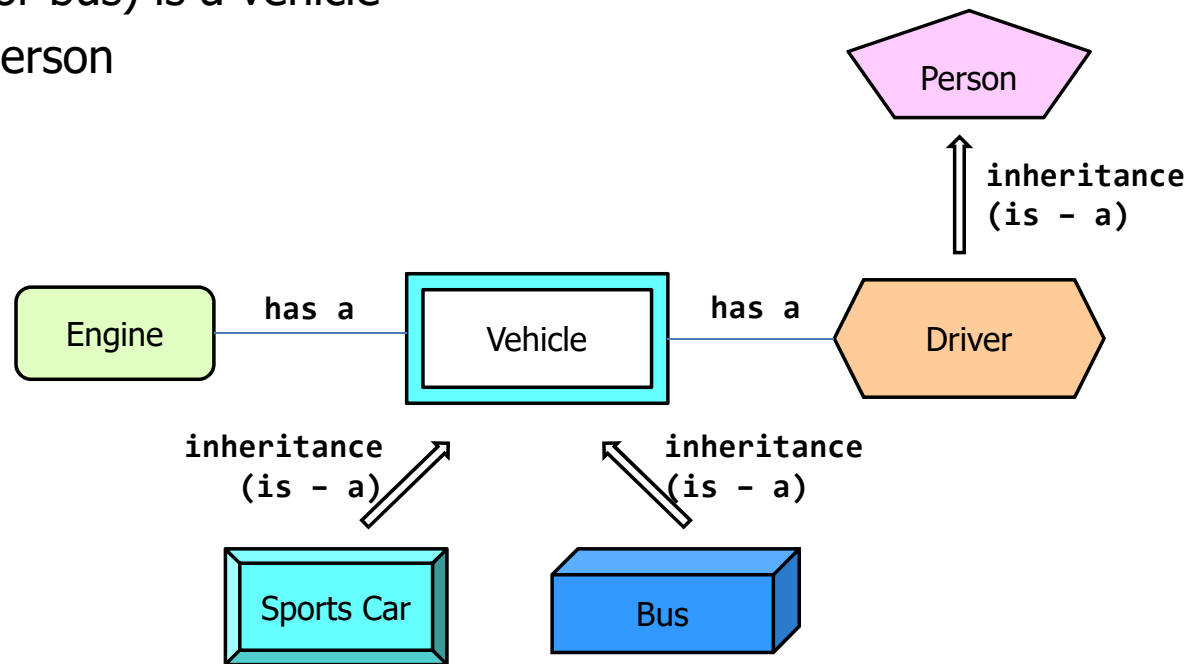 or bus) is a vehicle
erson
Person
inheritance
(is – a)
Engine
has a
Vehicle
has a
Driver
inheritance
(is – a)
inheritance
(is – a)
Sports Car
Bus